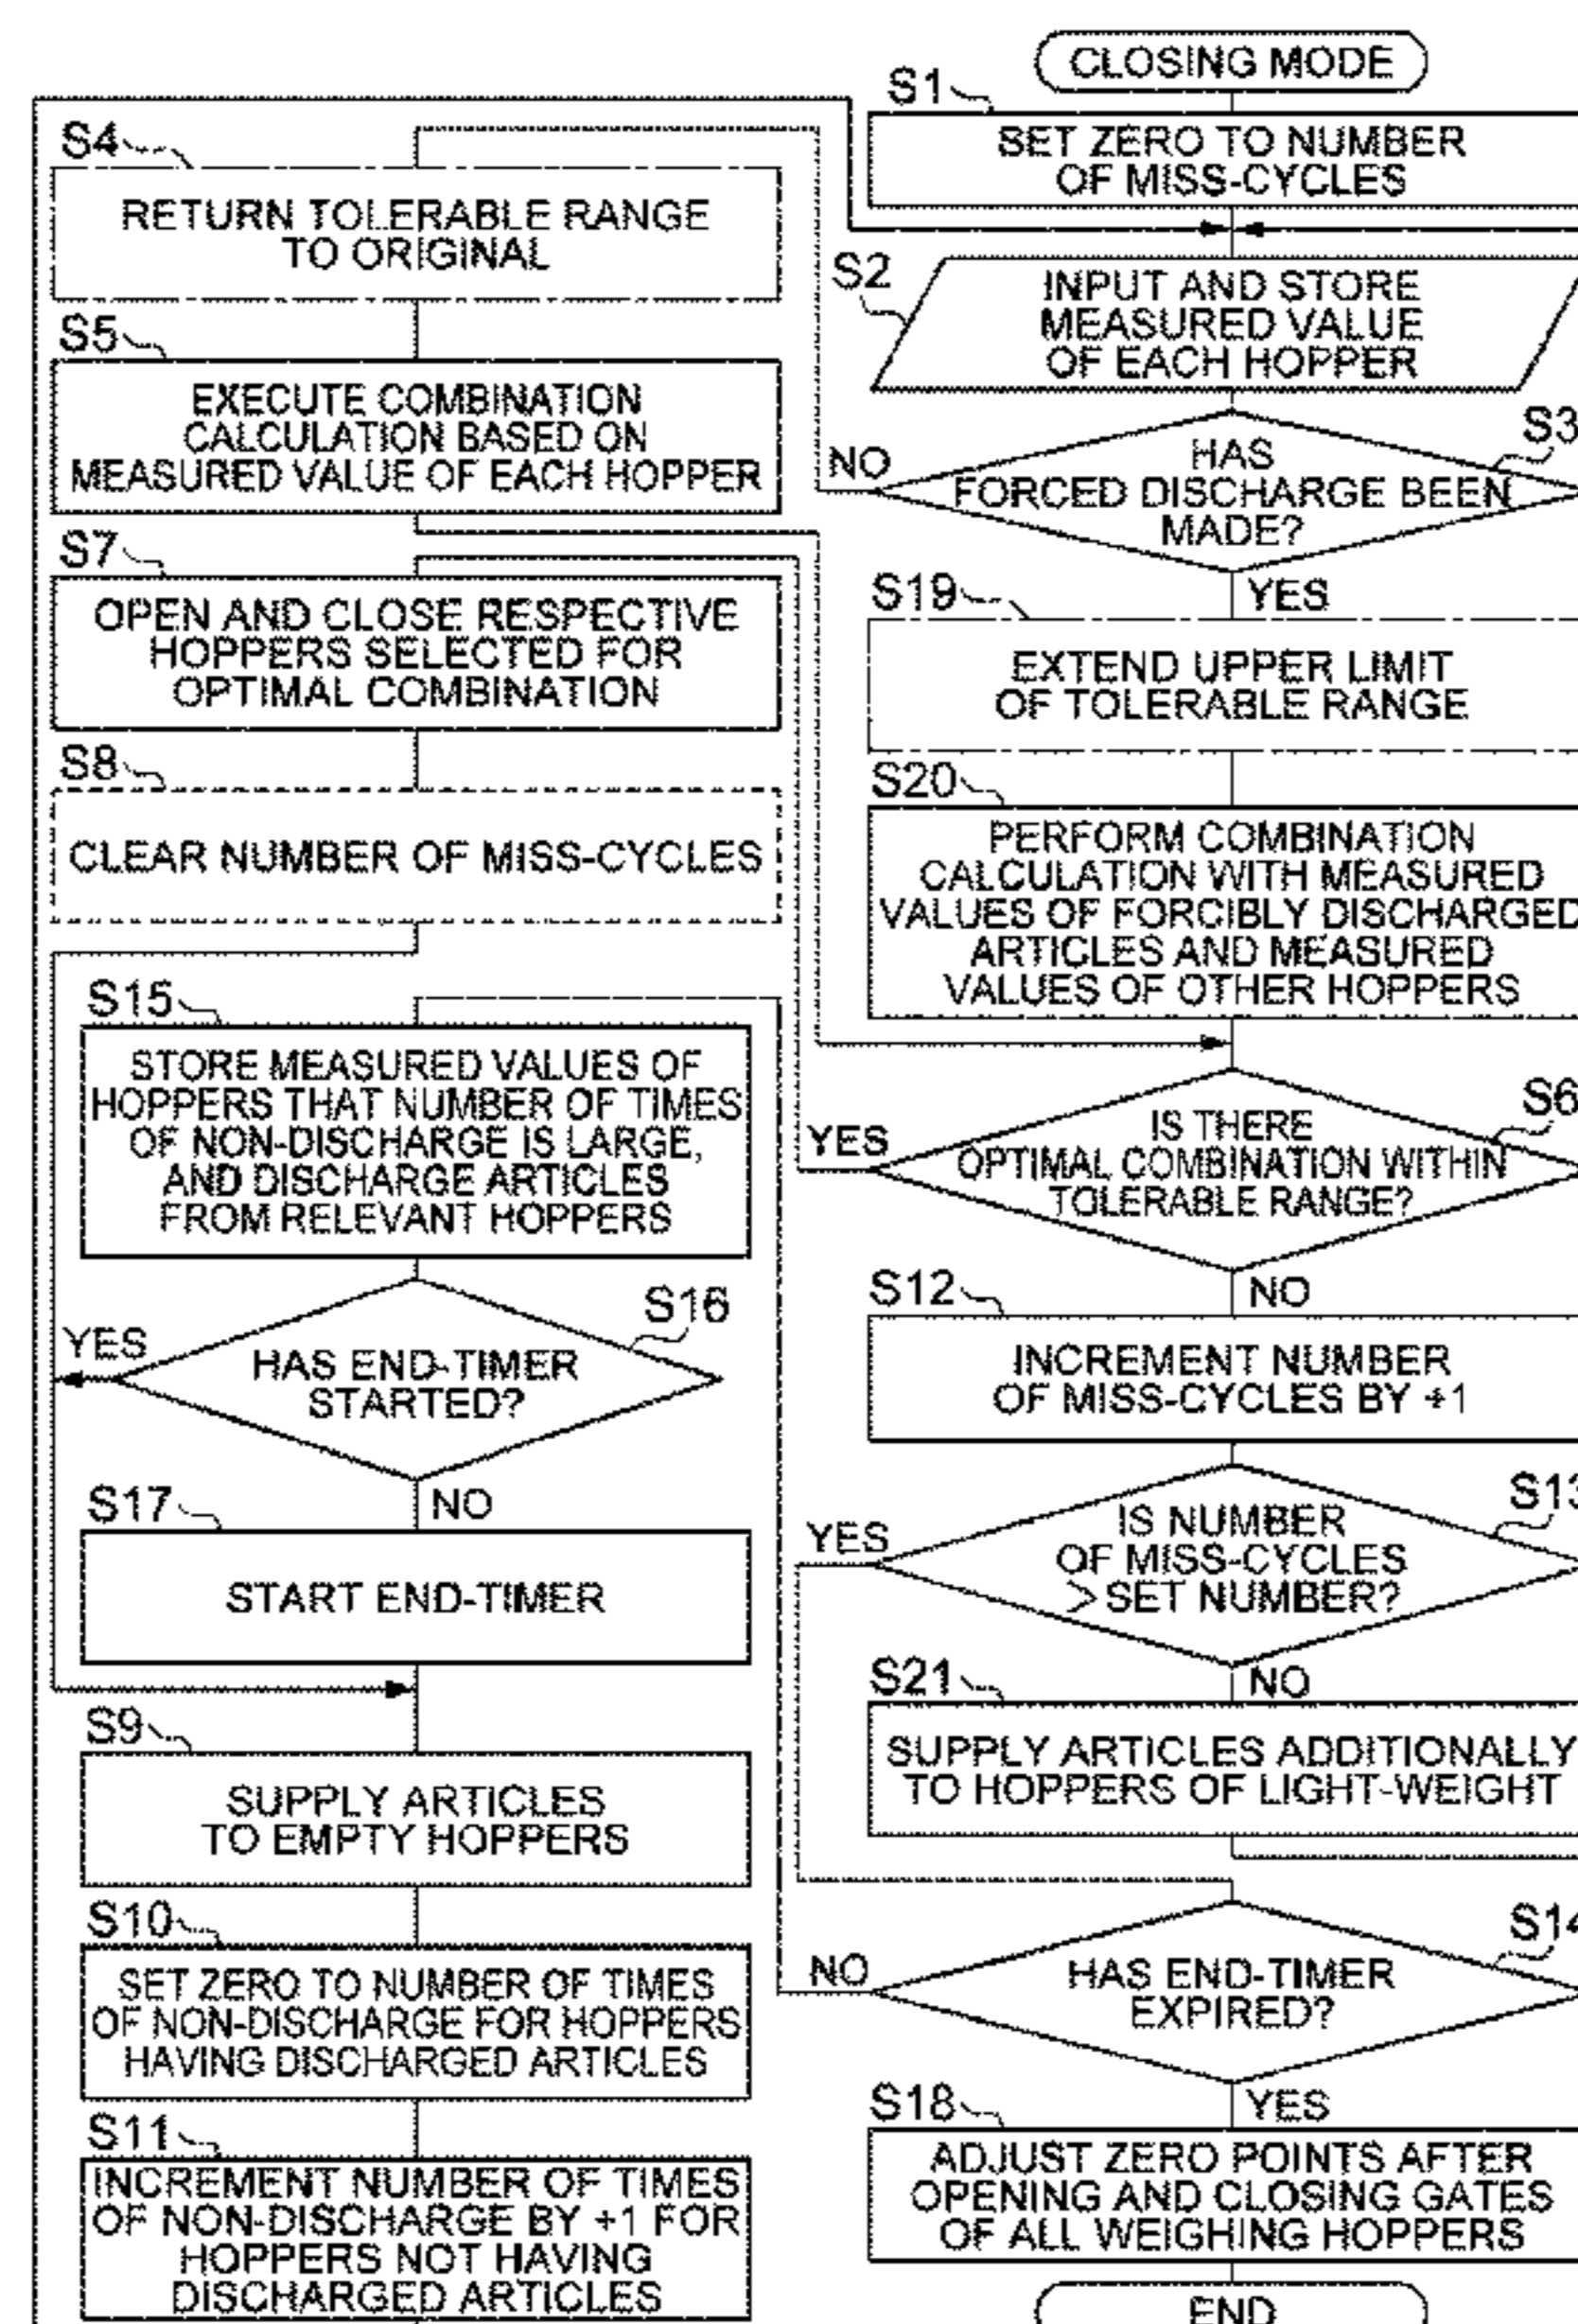 CLOSING MODE
S1
SET ZERO TO NUMBER
OF MISS-CYCLES
S2
INPUT AND STORE
MEASURED VALUE
OF EACH HOPPER
S3
HAS
FORCED DISCHARGE BEEN
MADE?
NO
YES
S19
EXTEND UPPER LIMIT
OF TOLERABLE RANGE
S20
PERFORM COMBINATION
CALCULATION WITH MEASURED
VALUES OF FORCIBLY DISCHARGED
ARTICLES AND MEASURED
VALUES OF OTHER HOPPERS
S6
IS THERE
OPTIMAL COMBINATION WITHIN
TOLERABLE RANGE?
YES
NO
S12
INCREMENT NUMBER
OF MISS-CYCLES BY +1
S13
IS NUMBER
OF MISS-CYCLES
> SET NUMBER?
YES
NO
S21
SUPPLY ARTICLES ADDITIONALLY
TO HOPPERS OF LIGHT-WEIGHT
S14
HAS END-TIMER
EXPIRED?
NO
YES
S18
ADJUST ZERO POINTS AFTER
OPENING AND CLOSING GATES
OF ALL WEIGHING HOPPERS
END
S4
RETURN TOLERABLE RANGE
TO ORIGINAL
S5
EXECUTE COMBINATION
CALCULATION BASED ON
MEASURED VALUE OF EACH HOPPER
S7
OPEN AND CLOSE RESPECTIVE
HOPPERS SELECTED FOR
OPTIMAL COMBINATION
S8
CLEAR NUMBER OF MISS-CYCLES
S15
STORE MEASURED VALUES OF
HOPPERS THAT NUMBER OF TIMES
OF NON-DISCHARGE IS LARGE,
AND DISCHARGE ARTICLES
FROM RELEVANT HOPPERS
S16
HAS END-TIMER
STARTED?
YES
NO
S17
START END-TIMER
S9
SUPPLY ARTICLES
TO EMPTY HOPPERS
S10
SET ZERO TO NUMBER OF TIMES
OF NON-DISCHARGE FOR HOPPERS
HAVING DISCHARGED ARTICLES
S11
INCREMENT NUMBER OF TIMES
OF NON-DISCHARGE BY +1 FOR
HOPPERS NOT HAVING
DISCHARGED ARTICLES